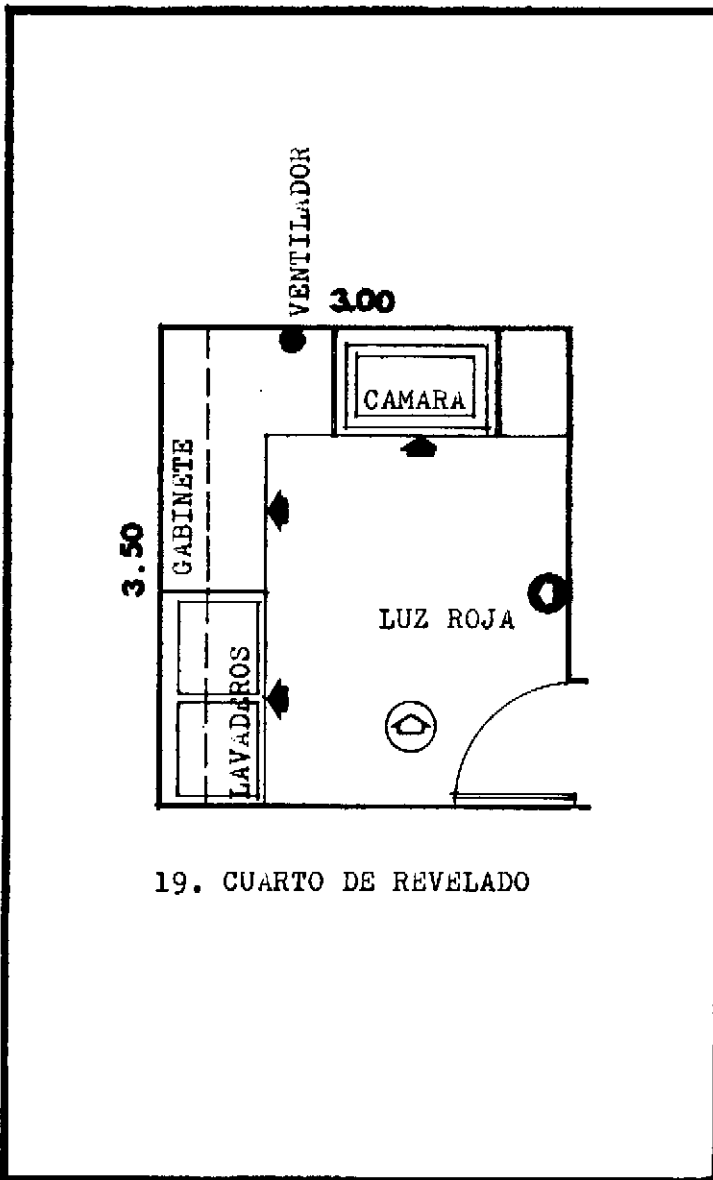 VENTILADOR
3.00
CAMARA
GABINETE
3.50
LUZ ROJA
LAVADEROS
19. CUARTO DE REVELADO